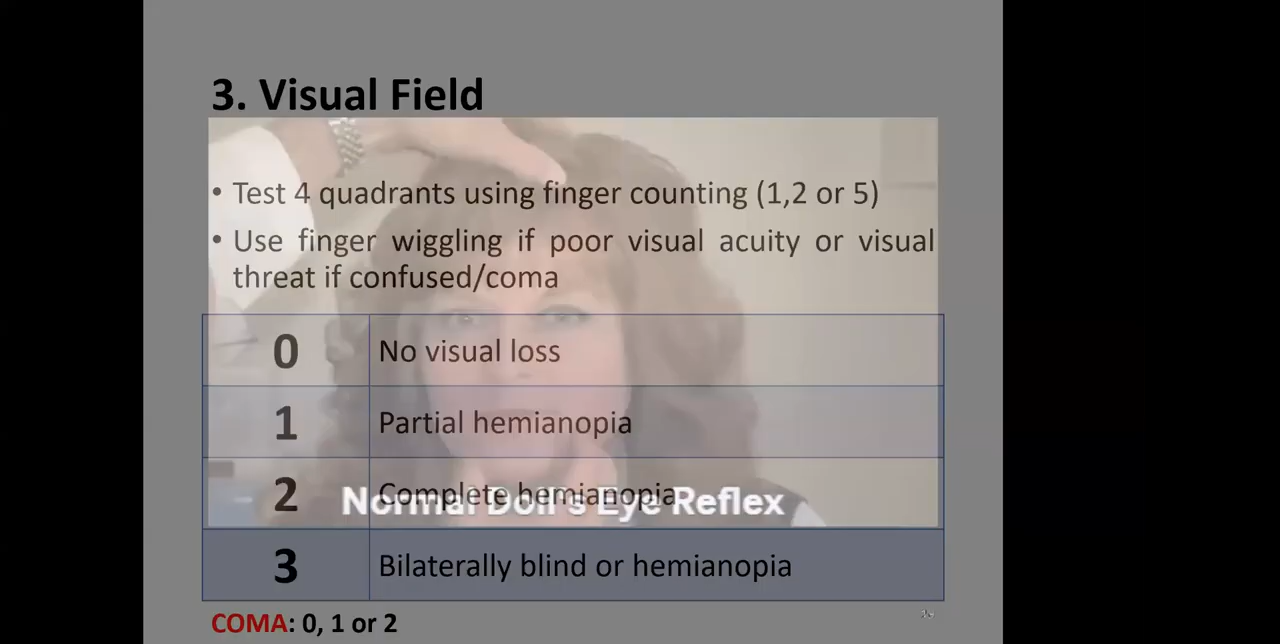 3. Visual Field
• Test 4 quadrants using finger counting (1,2 or 5)
• Use finger wiggling if poor visual acuity or visual
threat if confused/coma
0 No visual loss
1 Partial hemianopia
2 Complete hemianopia
Normal Doll's Eye Reflex
3 Bilaterally blind or hemianopia
COMA: 0, 1 or 2